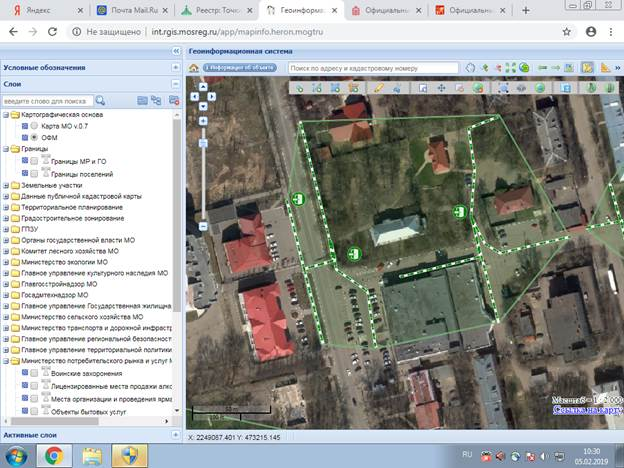 Яндекс
Почта Mail.Ru
Реестр: Точки
Геоинформ
Официальны
Официальны
Не защищено | int.rgis.mosreg.ru/app/mapinfo.heron.mogtru
Условные обозначения
Слои
введите слово для поиска
Картографическая основа
Карта МО v.0.7
ОФМ
Границы
Границы МР и ГО
Границы поселений
Земельные участки
Данные публичной кадастровой карты
Территориальное планирование
Градостроительное зонирование
ГПЗУ
Органы государственной власти МО
Комитет лесного хозяйства МО
Министерство экологии МО
Главное управление культурного наследия МО
Главгосстройнадзор МО
Госадмтехнадзор МО
Главное управление Государственная жилищна
Министерство сельского хозяйства МО
Министерство транспорта и дорожной инфрастр
Главное управление региональной безопасност
Главное управление территориальной политики
Министерство потребительского рынка и услуг М
Воинские захоронения
Лицензированные места продажи алко
Места организации и проведения ярма
Объекты бытовых услуг
Активные слои
Геоинформационная система
Информация об объекте
Поиск по адресу и кадастровому номеру
Масштаб = 1 : 2 000
Ссылка на карту
X: 2249087.401 Y: 473215.145
RU
10:30
05.02.2019